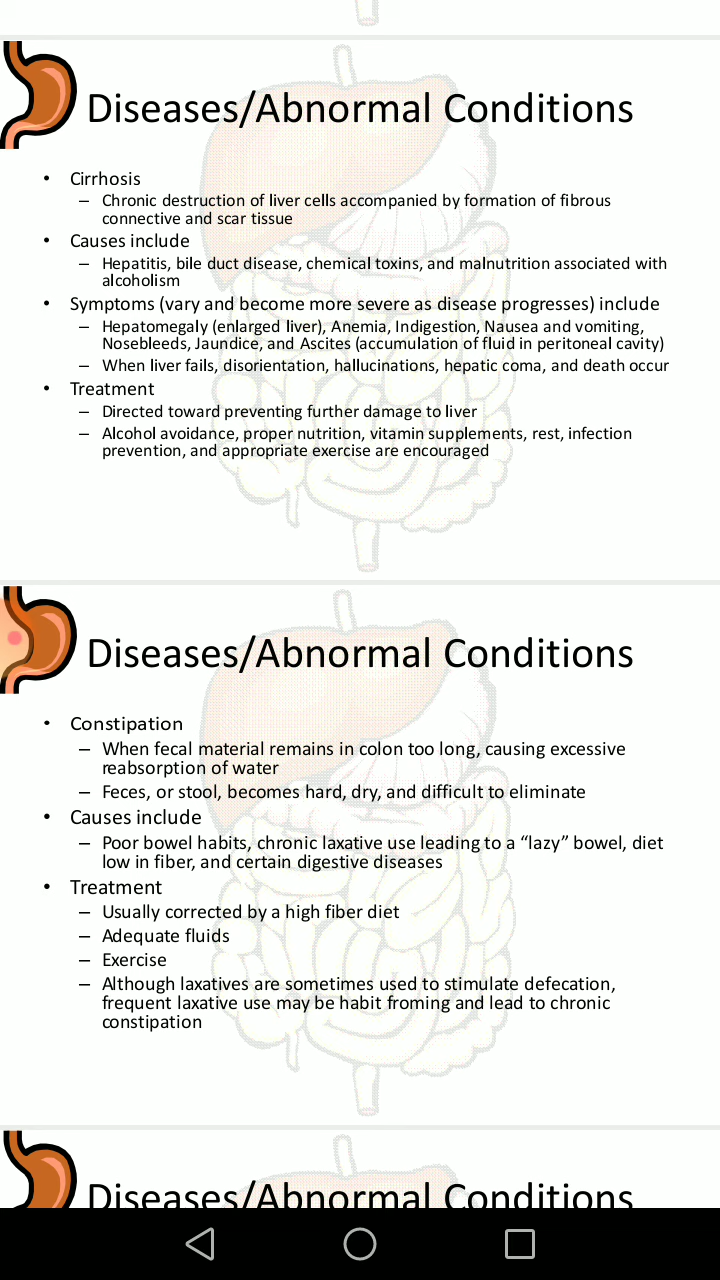 Diseases/Abnormal Conditions
• Cirrhosis
– Chronic destruction of liver cells accompanied by formation of fibrous
connective and scar tissue
• Causes include
– Hepatitis, bile duct disease, chemical toxins, and malnutrition associated with
alcoholism
• Symptoms (vary and become more severe as disease progresses) include
– Hepatomegaly (enlarged liver), Anemia, Indigestion, Nausea and vomiting,
Nosebleeds, Jaundice, and Ascites (accumulation of fluid in peritoneal cavity)
– When liver fails, disorientation, hallucinations, hepatic coma, and death occur
• Treatment
– Directed toward preventing further damage to liver
– Alcohol avoidance, proper nutrition, vitamin supplements, rest, infection
prevention, and appropriate exercise are encouraged
Diseases/Abnormal Conditions
• Constipation
– When fecal material remains in colon too long, causing excessive
reabsorption of water
– Feces, or stool, becomes hard, dry, and difficult to eliminate
• Causes include
– Poor bowel habits, chronic laxative use leading to a “lazy” bowel, diet
low in fiber, and certain digestive diseases
• Treatment
– Usually corrected by a high fiber diet
– Adequate fluids
– Exercise
– Although laxatives are sometimes used to stimulate defecation,
frequent laxative use may be habit froming and lead to chronic
constipation
Diseases/Abnormal Conditions